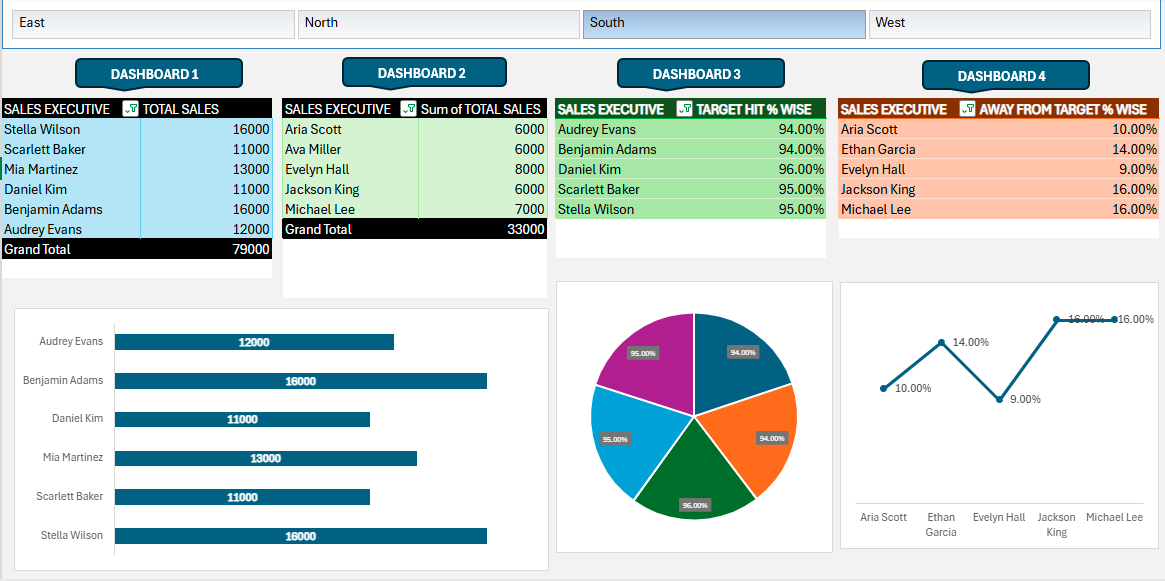 East North South West
DASHBOARD 1 DASHBOARD 2 DASHBOARD 3 DASHBOARD 4
SALES EXECUTIVE TOTAL SALES
Stella Wilson 16000
Scarlett Baker 11000
Mia Martinez 13000
Daniel Kim 11000
Benjamin Adams 16000
Audrey Evans 12000
Grand Total 79000
SALES EXECUTIVE Sum of TOTAL SALES
Aria Scott 6000
Ava Miller 6000
Evelyn Hall 8000
Jackson King 6000
Michael Lee 7000
Grand Total 33000
SALES EXECUTIVE TARGET HIT % WISE
Audrey Evans 94.00%
Benjamin Adams 94.00%
Daniel Kim 96.00%
Scarlett Baker 95.00%
Stella Wilson 95.00%
SALES EXECUTIVE AWAY FROM TARGET % WISE
Aria Scott 10.00%
Ethan Garcia 14.00%
Evelyn Hall 9.00%
Jackson King 16.00%
Michael Lee 16.00%
Audrey Evans 12000
Benjamin Adams 16000
Daniel Kim 11000
Mia Martinez 13000
Scarlett Baker 11000
Stella Wilson 16000
95.00% 94.00%
95.00% 94.00%
96.00%
16.00% 16.00%
14.00%
10.00%
9.00%
Aria Scott Ethan Evelyn Hall Jackson Michael Lee
Garcia King